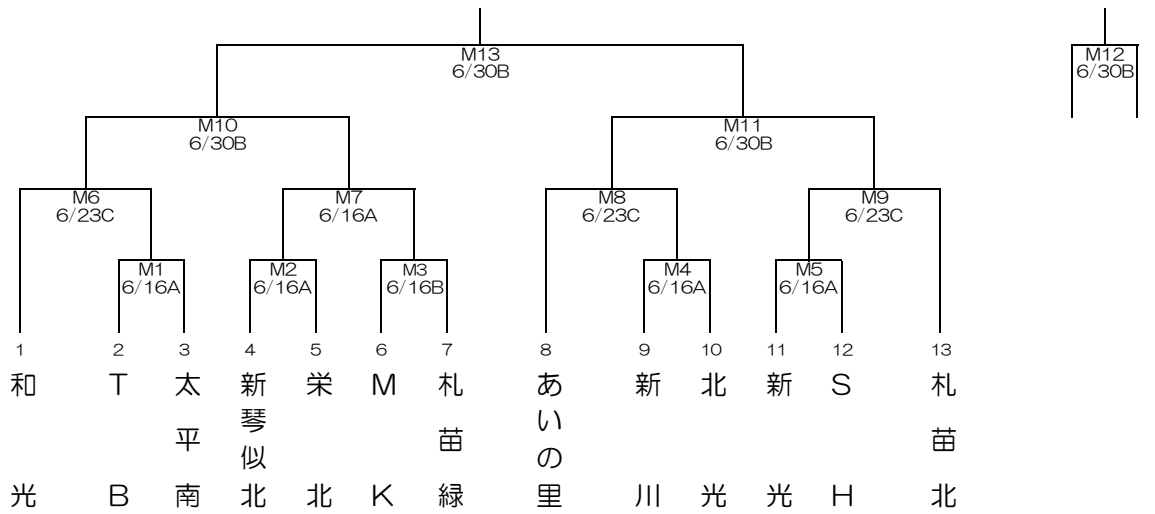 M13
6/30B
M12
6/30B
M10
6/30B
M11
6/30B
M6
6/23C
M7
6/16A
M8
6/23C
M9
6/23C
M1
6/16A
M2
6/16A
M3
6/16B
M4
6/16A
M5
6/16A
1
2
3
4
5
6
7
8
9
10
11
12
13
和光
TB
太平南
新琴似北
栄北
MK
札苗緑
あいの里
新川
北光
新光
SH
札苗北